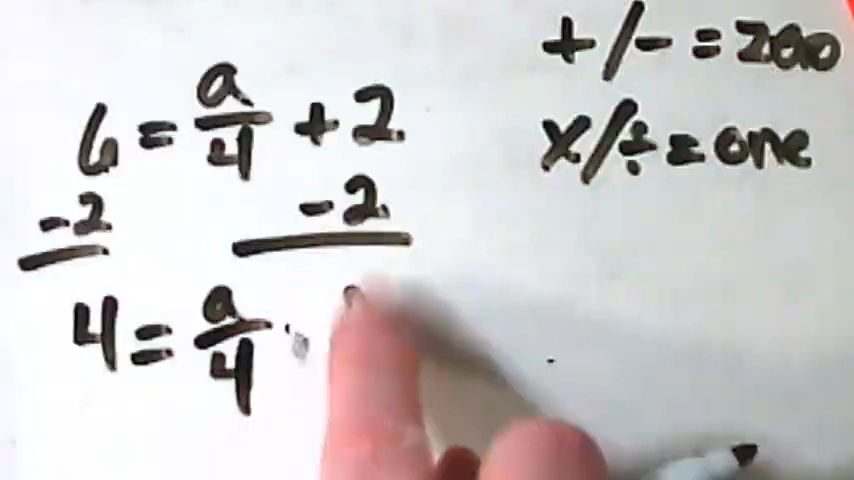 6 = a/4 + 2
-2 -2
4 = a/4
+/- = zero
x/÷ = one